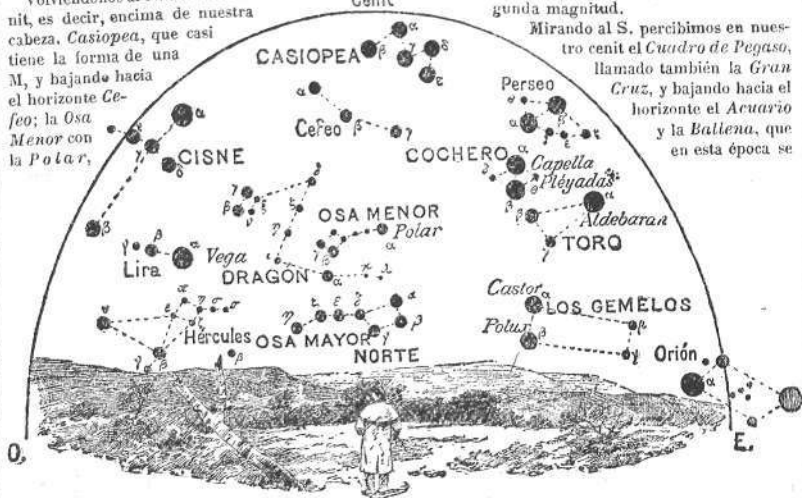 nit, es decir, encima de nuestra
cabeza. Casiopea, que casi
tiene la forma de una
M, y bajando hacia
el horizonte Ce-
feo; la Osa
Menor con
la Polar,
gunda magnitud.
Mirando al S. percibimos en nues-
tro cenit el Cuadro de Pegaso,
llamado también la Gran
Cruz, y bajando hacia el
horizonte el Acuario
y la Ballena, que
en esta época se
Cenit
CASIOPEA
β
γ
α
δ
ε
Perseo
α
β
Cefeo
β
γ
α
CISNE
γ
δ
β
COCHERO
α
Capella
Pléyadas
β
α
Aldebaran
TORO
γ
OSA MENOR
Polar
α
β
γ
DRAGON
α
γ
β
α
Lira
Vega
Hércules
β
OSA MAYOR
η
ε
α
β
γ
NORTE
Castor
α
LOS GEMELOS
μ
Polux
β
γ
Orión
α
O.
E.